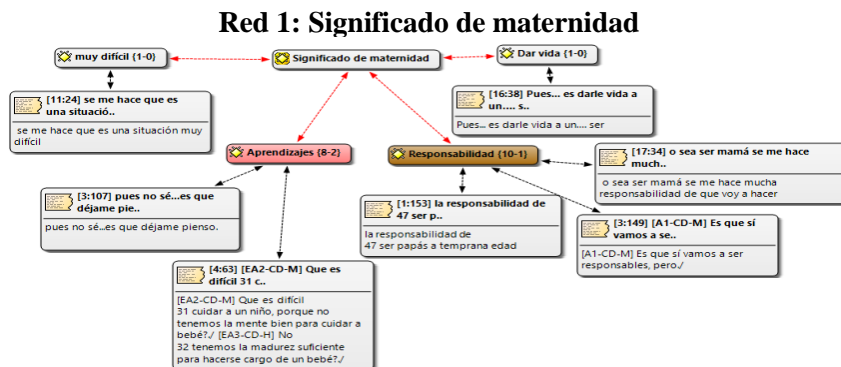 Red 1: Significado de maternidad
muy difícil {1-0}
Significado de maternidad
Dar vida {1-0}
[11:24] se me hace que es
una situació..
se me hace que es una situación muy
difícil
[16:38] Pues... es darle vida a
un.... s..
Pues... es darle vida a un.... ser
Aprendizajes {8-2}
Responsabilidad {10-1}
[17:34] o sea ser mamá se me hace
much..
o sea ser mamá se me hace mucha
responsabilidad de que voy a hacer
[3:107] pues no sé...es que
déjame pie..
pues no sé...es que déjame pienso.
[1:153] la responsabilidad de
47 ser p..
la responsabilidad de
47 ser papás a temprana edad
[3:149] [A1-CD-M] Es que sí
vamos a se..
[A1-CD-M] Es que sí vamos a ser
responsables, pero./
[4:63] [EA2-CD-M] Que es
difícil 31 c..
[EA2-CD-M] Que es difícil
31 cuidar a un niño, porque no
tenemos la mente bien para cuidar a
bebé?./ [EA3-CD-H] No
32 tenemos la madurez suficiente
para hacerse cargo de un bebé?./